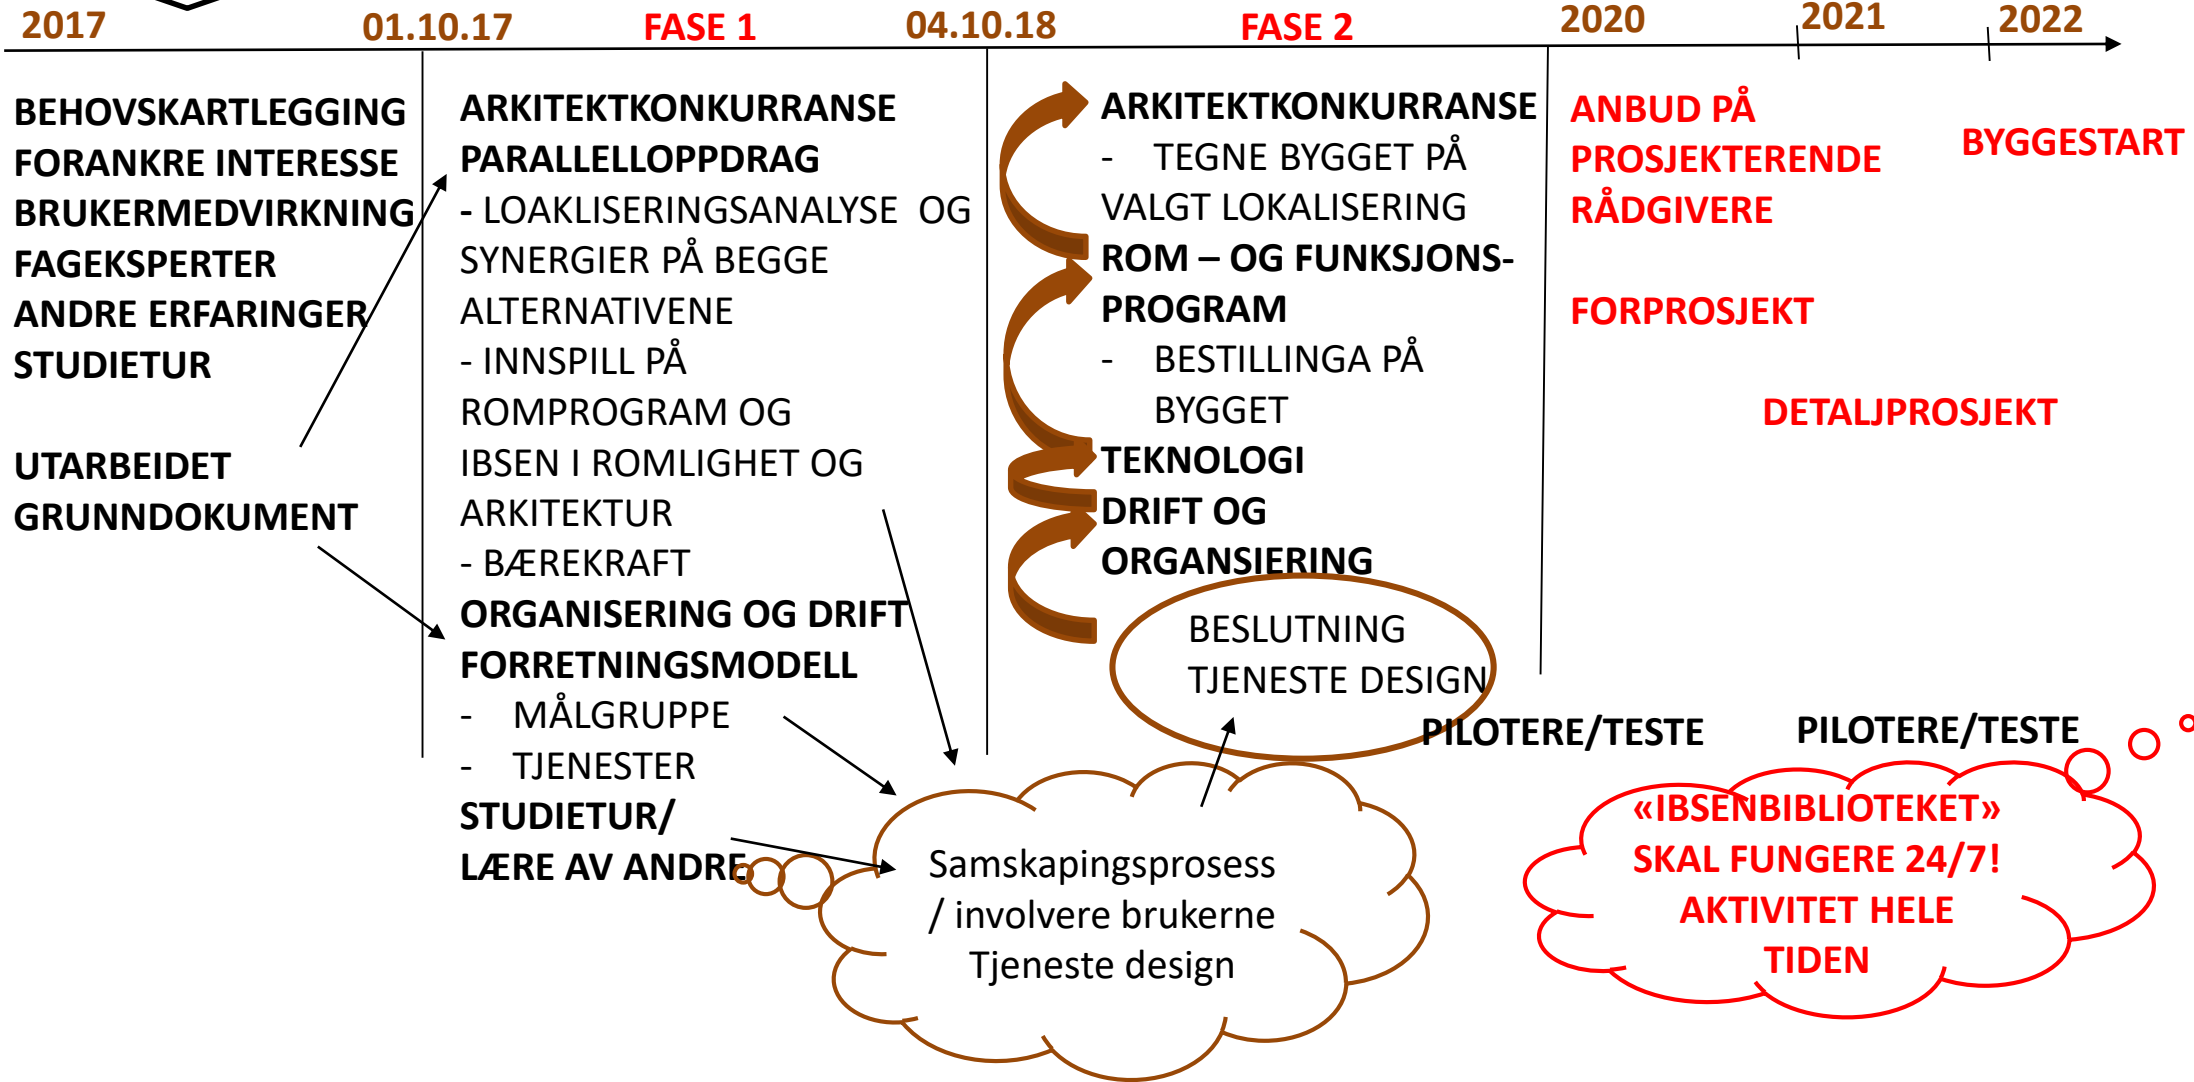 2017
01.10.17
FASE 1
04.10.18
FASE 2
2020
2021
2022
BEHOVSKARTLEGGING
FORANKRE INTERESSE
BRUKERMEDVIRKNING
FAGEKSPERTER
ANDRE ERFARINGER
STUDIETUR
UTARBEIDET
GRUNNDOKUMENT
ARKITEKTKONKURRANSE
PARALLELLOPPDRAG
- LOAKLISERINGSANALYSE OG
SYNERGIER PÅ BEGGE
ALTERNATIVENE
- INNSPILL PÅ
ROMPROGRAM OG
IBSEN I ROMLIGHET OG
ARKITEKTUR
- BÆREKRAFT
ORGANISERING OG DRIFT
FORRETNINGSMODELL
- MÅLGRUPPE
- TJENESTER
STUDIETUR/
LÆRE AV ANDRE
ARKITEKTKONKURRANSE
- TEGNE BYGGET PÅ
VALGT LOKALISERING
ROM – OG FUNKSJONS-
PROGRAM
- BESTILLINGA PÅ
BYGGET
TEKNOLOGI
DRIFT OG
ORGANSIERING
BESLUTNING
TJENESTE DESIGN
Samskapingsprosess
/ involvere brukerne
Tjeneste design
ANBUD PÅ
PROSJEKTERENDE
RÅDGIVERE
FORPROSJEKT
DETALJPROSJEKT
BYGGESTART
PILOTERE/TESTE
PILOTERE/TESTE
«IBSENBIBLIOTEKET»
SKAL FUNGERE 24/7!
AKTIVITET HELE
TIDEN